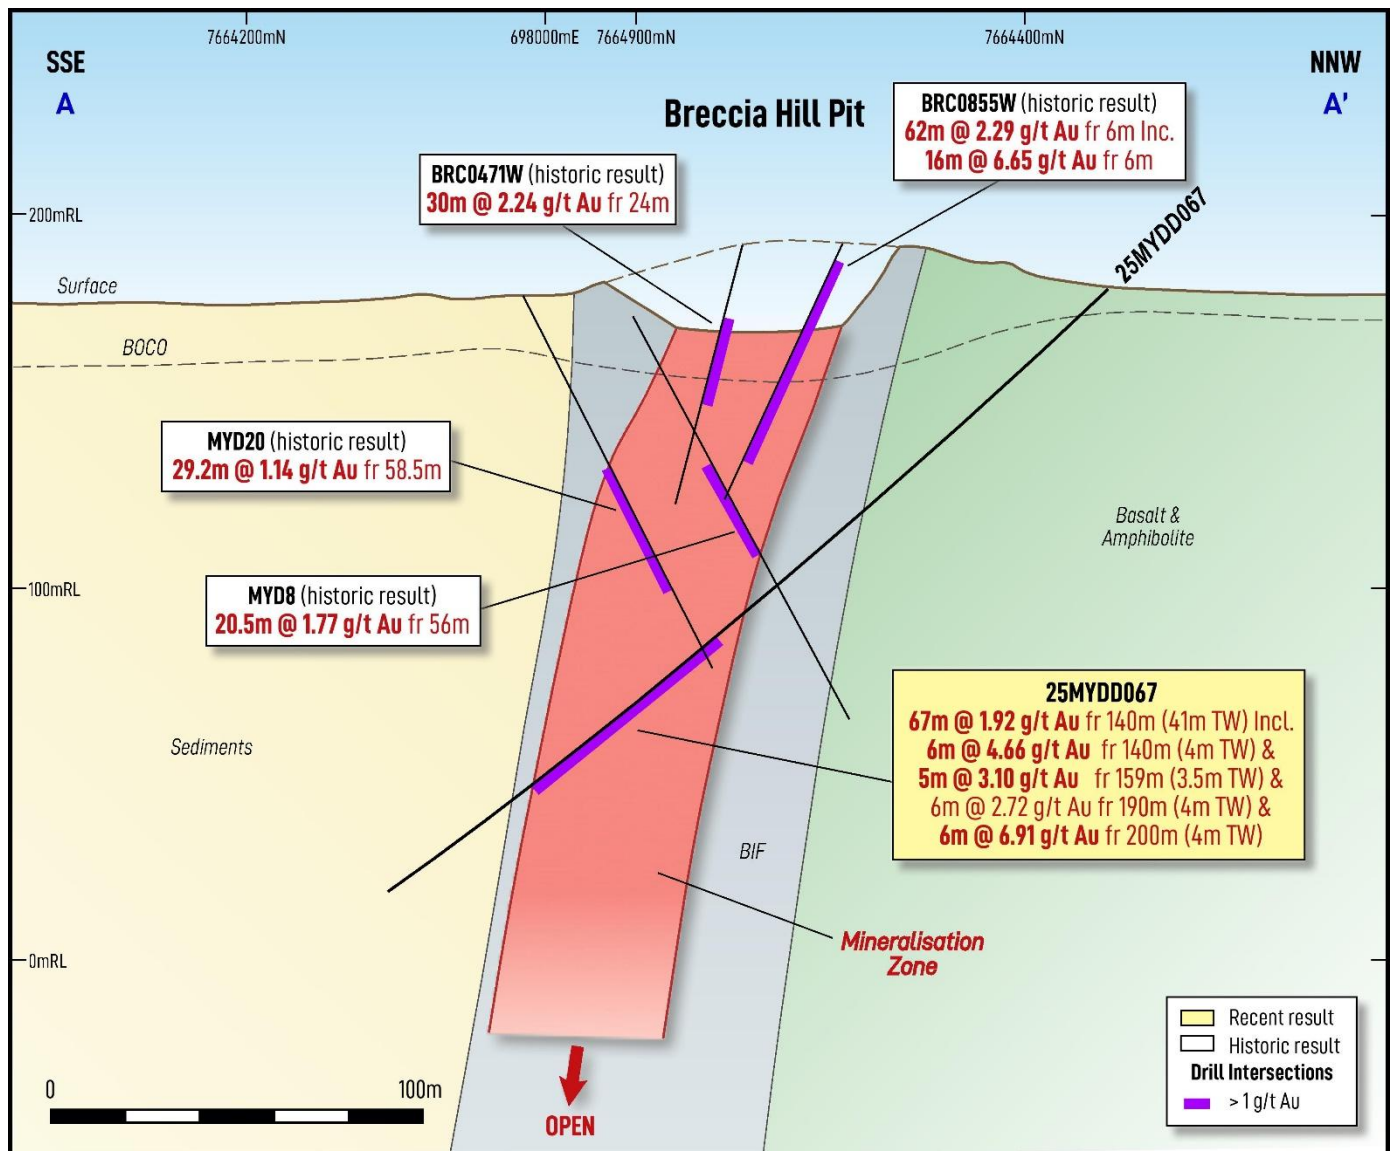 7664200mN
698000mE
7664900mN
7664400mN
SSE
NNW
A
A'
Breccia Hill Pit
BRC0855W (historic result)
62m @ 2.29 g/t Au fr 6m Inc.
16m @ 6.65 g/t Au fr 6m
BRC0471W (historic result)
30m @ 2.24 g/t Au fr 24m
25MYDD067
200mRL
Surface
BOCO
MYD20 (historic result)
29.2m @ 1.14 g/t Au fr 58.5m
Basalt &
Amphibolite
100mRL
MYD8 (historic result)
20.5m @ 1.77 g/t Au fr 56m
25MYDD067
67m @ 1.92 g/t Au fr 140m (41m TW) Incl.
6m @ 4.66 g/t Au fr 140m (4m TW) &
5m @ 3.10 g/t Au fr 159m (3.5m TW) &
6m @ 2.72 g/t Au fr 190m (4m TW) &
6m @ 6.91 g/t Au fr 200m (4m TW)
Sediments
BIF
Mineralisation
Zone
0mRL
Recent result
Historic result
Drill Intersections
> 1 g/t Au
0
100m
OPEN